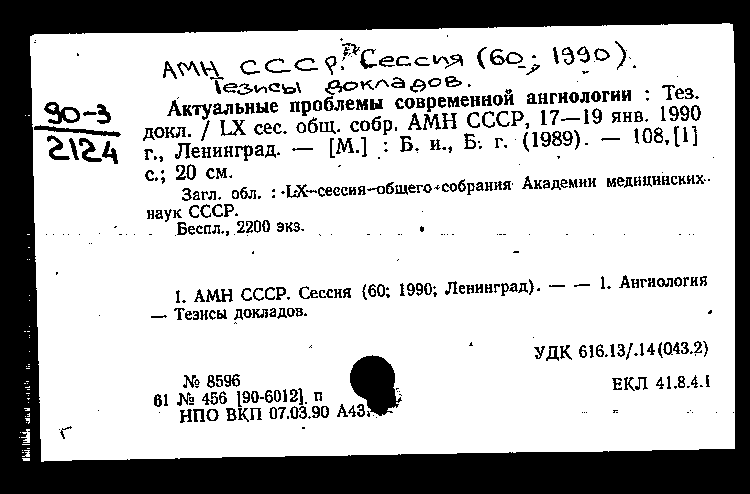 АМН СССР. Сессия (60; 1990).
Тезисы докладов.
90-3
2124
Актуальные проблемы современной ангиологии : Тез.
докл. / LX сес. общ. собр. АМН СССР, 17—19 янв. 1990
г., Ленинград. — [М.] : Б. и., Б. г. (1989). — 108,[1]
с.; 20 см.
Загл. обл. : LX сессия общего собрания Академии медицинских
наук СССР.
Беспл., 2200 экз.
I. АМН СССР. Сессия (60; 1990; Ленинград). — — 1. Ангиология
— Тезисы докладов.
УДК 616.13/.14(043.2)
№ 8596
ЕКЛ 41.8.4.1
61 № 456 [90-6012] п
НПО ВКП 07.03.90 А43
г